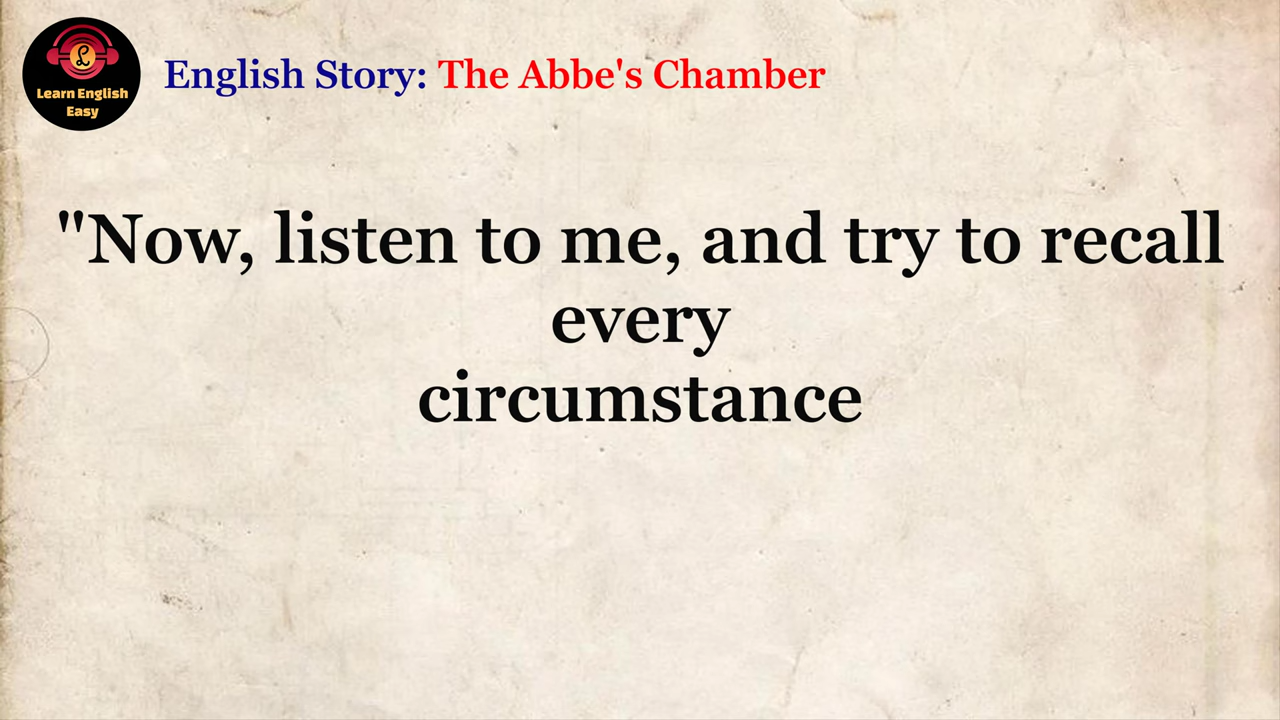 Learn English
Easy
English Story: The Abbe's Chamber
"Now, listen to me, and try to recall
every
circumstance